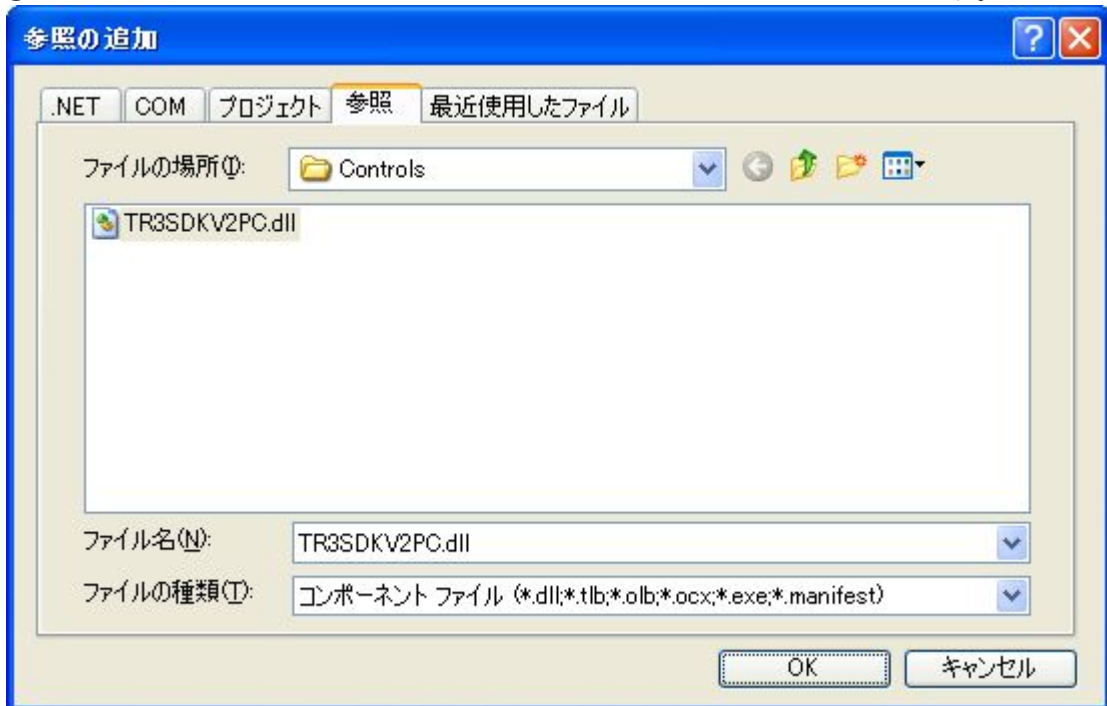 参照の追加
.NET COM プロジェクト 参照 最近使用したファイル
ファイルの場所(I): Controls
TR3SDKV2PC.dll
ファイル名(N): TR3SDKV2PC.dll
ファイルの種類(T): コンポーネント ファイル (*.dll;*.tlb;*.olb;*.ocx;*.exe;*.manifest)
OK キャンセル